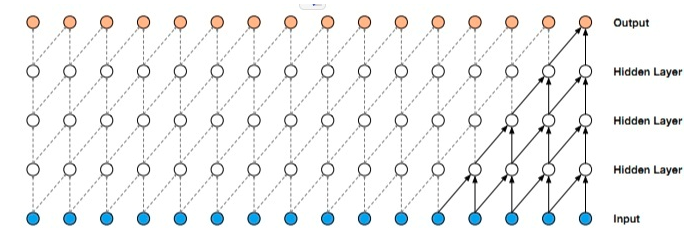 Output
Hidden Layer
Hidden Layer
Hidden Layer
Input